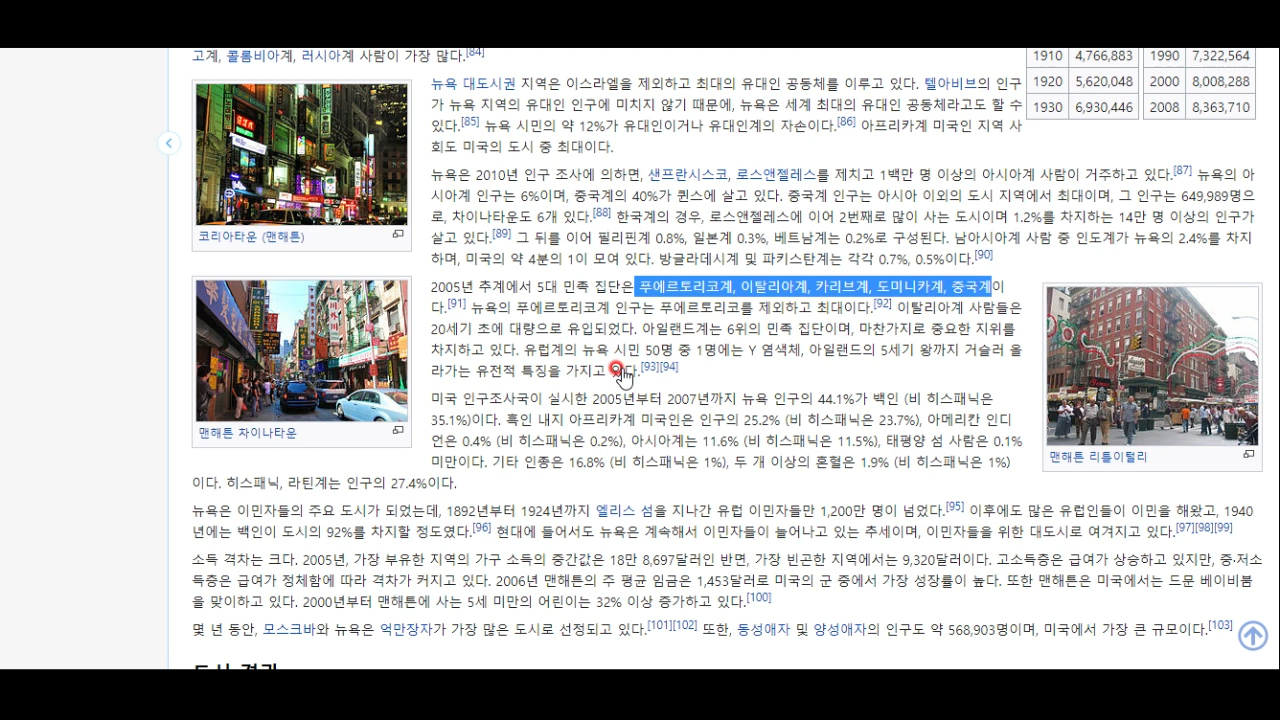 고계, 콜롬비아계, 러시아계 사람이 가장 많다.[84]
1910 4,766,883 1990 7,322,564
1920 5,620,048 2000 8,008,288
1930 6,930,446 2008 8,363,710
뉴욕 대도시권 지역은 이스라엘을 제외하고 최대의 유대인 공동체를 이루고 있다. 텔아비브의 인구
가 뉴욕 지역의 유대인 인구에 미치지 않기 때문에, 뉴욕은 세계 최대의 유대인 공동체라고도 할 수
있다.[85] 뉴욕 시민의 약 12%가 유대인이거나 유대인계의 자손이다.[86] 아프리카계 미국인 지역 사
회도 미국의 도시 중 최대이다.
뉴욕은 2010년 인구 조사에 의하면, 샌프란시스코, 로스앤젤레스를 제치고 1백만 명 이상의 아시아계 사람이 거주하고 있다.[87] 뉴욕의 아
시아계 인구는 6%이며, 중국계의 40%가 퀸스에 살고 있다. 중국계 인구는 아시아 이외의 도시 지역에서 최대이며, 그 인구는 649,989명으
로, 차이나타운도 6개 있다.[88] 한국계의 경우, 로스앤젤레스에 이어 2번째로 많이 사는 도시이며 1.2%를 차지하는 14만 명 이상의 인구가
살고 있다.[89] 그 뒤를 이어 필리핀계 0.8%, 일본계 0.3%, 베트남계는 0.2%로 구성된다. 남아시아계 사람 중 인도계가 뉴욕의 2.4%를 차지
하며, 미국의 약 4분의 1이 모여 있다. 방글라데시계 및 파키스탄계는 각각 0.7%, 0.5%이다.[90]
코리아타운 (맨해튼)
2005년 추계에서 5대 민족 집단은 푸에르토리코계, 이탈리아계, 카리브계, 도미니카계, 중국계이
다.[91] 뉴욕의 푸에르토리코계 인구는 푸에르토리코를 제외하고 최대이다.[92] 이탈리아계 사람들은
20세기 초에 대량으로 유입되었다. 아일랜드계는 6위의 민족 집단이며, 마찬가지로 중요한 지위를
차지하고 있다. 유럽계의 뉴욕 시민 50명 중 1명에는 Y 염색체, 아일랜드의 5세기 왕까지 거슬러 올
라가는 유전적 특징을 가지고 다.[93][94]
미국 인구조사국이 실시한 2005년부터 2007년까지 뉴욕 인구의 44.1%가 백인 (비 히스패닉은
35.1%)이다. 흑인 내지 아프리카계 미국인은 인구의 25.2% (비 히스패닉은 23.7%), 아메리칸 인디
언은 0.4% (비 히스패닉은 0.2%), 아시아계는 11.6% (비 히스패닉은 11.5%), 태평양 섬 사람은 0.1%
미만이다. 기타 인종은 16.8% (비 히스패닉은 1%), 두 개 이상의 혼혈은 1.9% (비 히스패닉은 1%)
이다. 히스패닉, 라틴계는 인구의 27.4%이다.
맨해튼 차이나타운
맨해튼 리틀이털리
뉴욕은 이민자들의 주요 도시가 되었는데, 1892년부터 1924년까지 엘리스 섬을 지나간 유럽 이민자들만 1,200만 명이 넘었다.[95] 이후에도 많은 유럽인들이 이민을 해왔고, 1940
년에는 백인이 도시의 92%를 차지할 정도였다.[96] 현대에 들어서도 뉴욕은 계속해서 이민자들이 늘어나고 있는 추세이며, 이민자들을 위한 대도시로 여겨지고 있다.[97][98][99]
소득 격차는 크다. 2005년, 가장 부유한 지역의 가구 소득의 중간값은 18만 8,697달러인 반면, 가장 빈곤한 지역에서는 9,320달러이다. 고소득층은 급여가 상승하고 있지만, 중·저소
득층은 급여가 정체함에 따라 격차가 커지고 있다. 2006년 맨해튼의 주 평균 임금은 1,453달러로 미국의 군 중에서 가장 성장률이 높다. 또한 맨해튼은 미국에서는 드문 베이비붐
을 맞이하고 있다. 2000년부터 맨해튼에 사는 5세 미만의 어린이는 32% 이상 증가하고 있다.[100]
몇 년 동안, 모스크바와 뉴욕은 억만장자가 가장 많은 도시로 선정되고 있다.[101][102] 또한, 동성애자 및 양성애자의 인구도 약 568,903명이며, 미국에서 가장 큰 규모이다.[103]